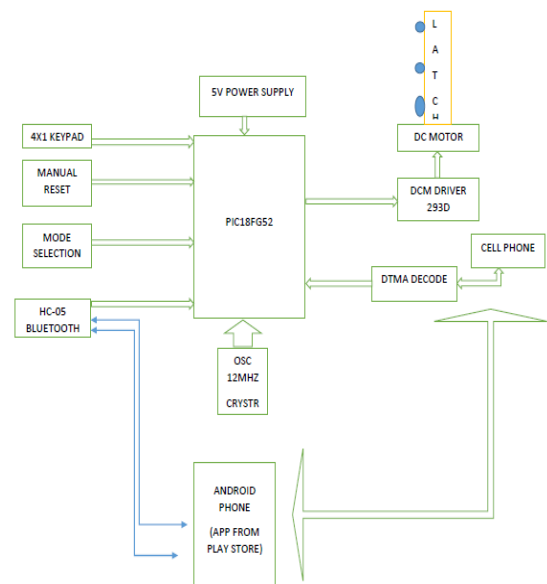 L
A
T
C
H
5V POWER SUPPLY
4X1 KEYPAD
DC MOTOR
MANUAL
RESET
DCM DRIVER
293D
PIC18FG52
MODE
SELECTION
CELL PHONE
DTMA DECODE
HC-05
BLUETOOTH
OSC
12MHZ
CRYSTR
ANDROID
PHONE
(APP FROM
PLAY STORE)